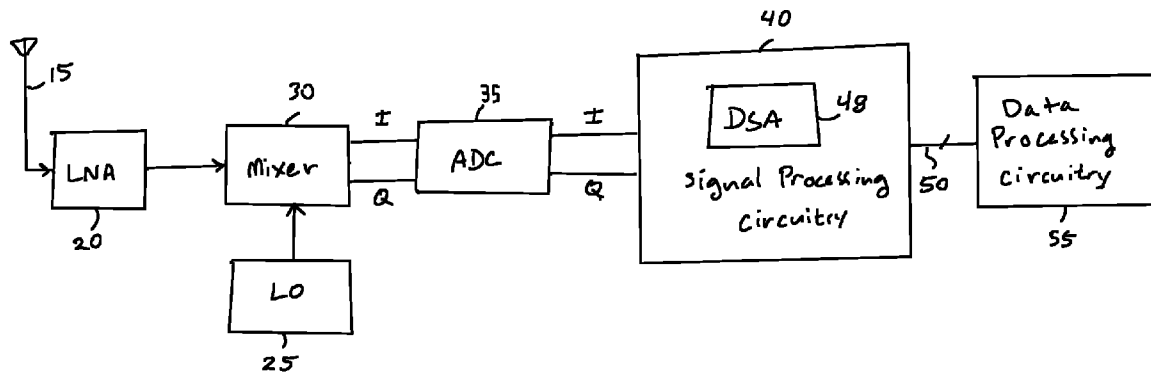 15
LNA
20
30
Mixer
LO
25
I
Q
35
ADC
I
Q
40
DSA
48
Signal Processing
Circuitry
50
Data
Processing
circuitry
55